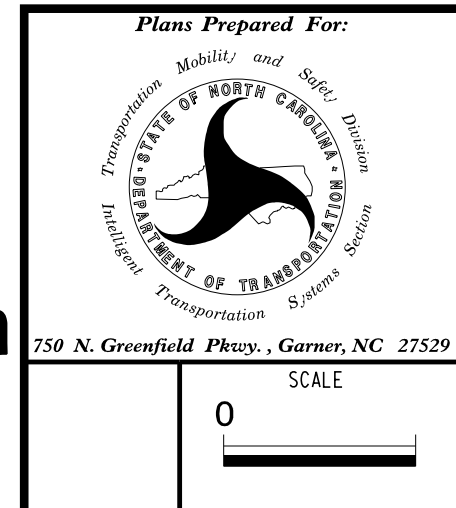 Plans Prepared For:
Transportation Mobility and Safety Division
STATE OF NORTH CAROLINA
DEPARTMENT OF TRANSPORTATION
Intelligent Transportation Systems Section
750 N. Greenfield Pkwy. , Garner, NC 27529
SCALE
0